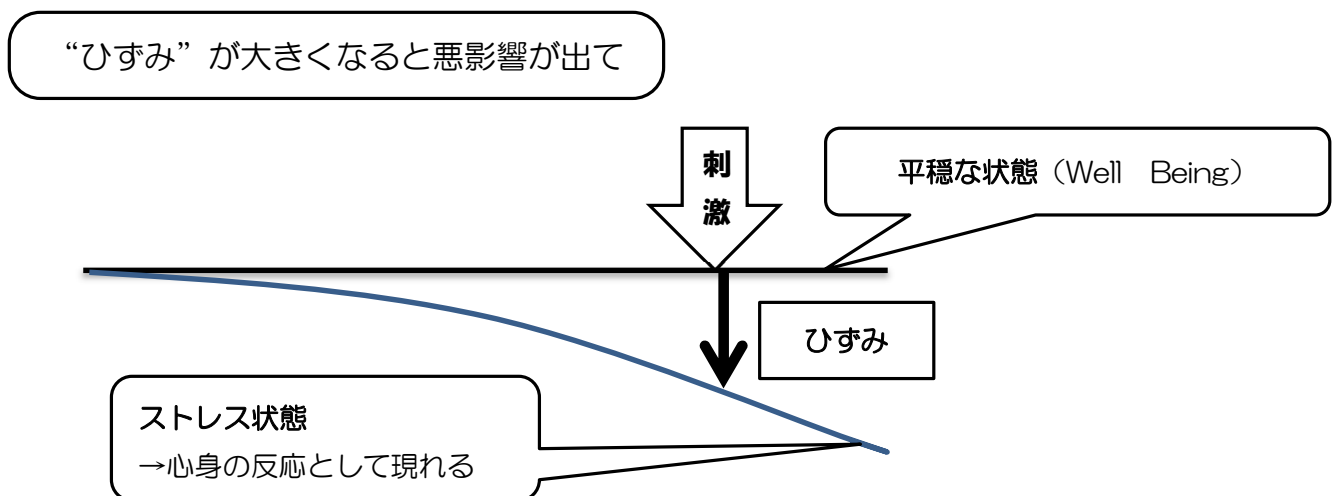 “ひずみ”が大きくなると悪影響が出て
刺
激
平穏な状態（Well　Being）
ひずみ
ストレス状態
→心身の反応として現れる